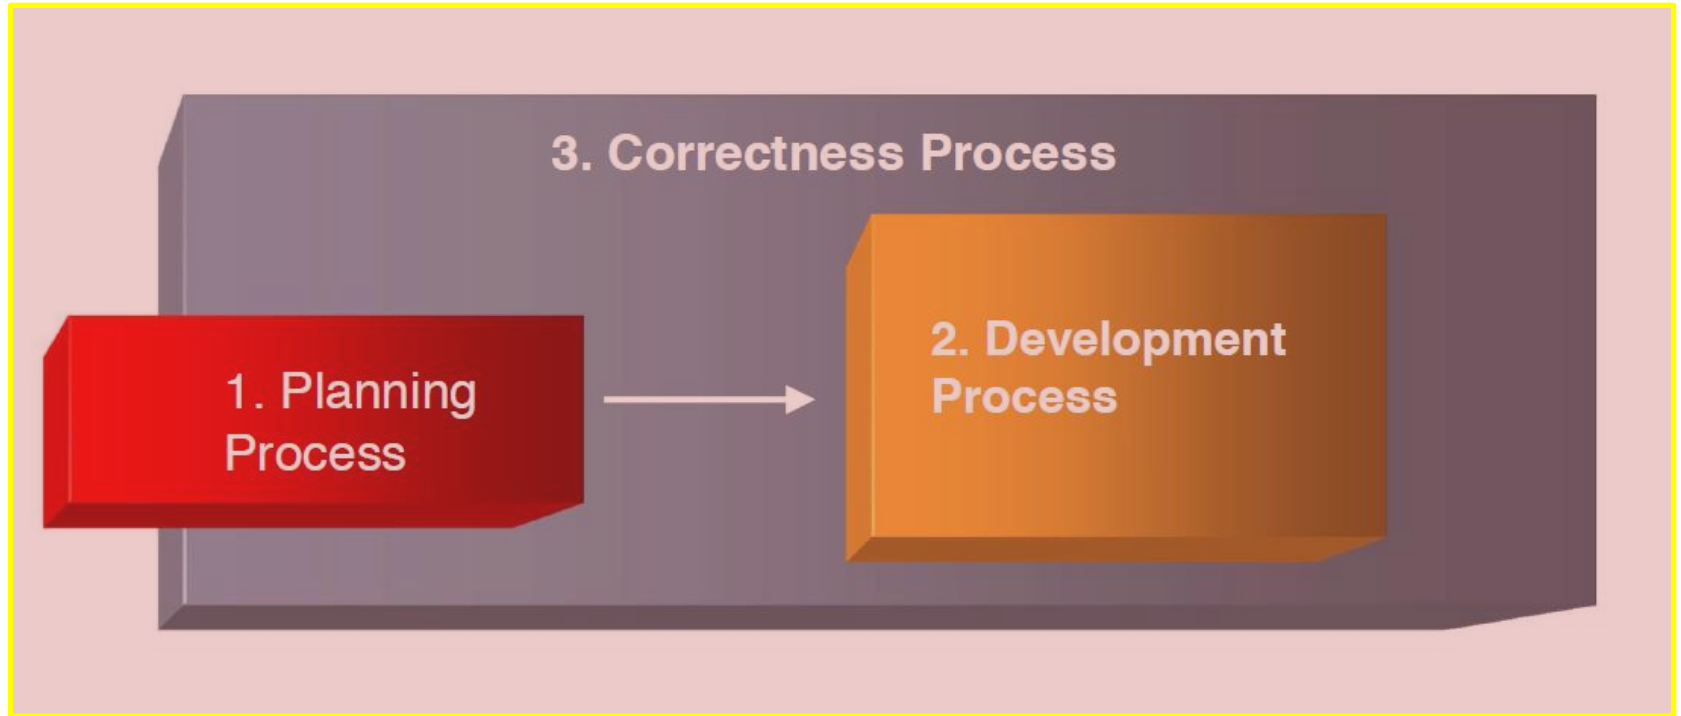 3. Correctness Process
1. Planning
Process
2. Development
Process